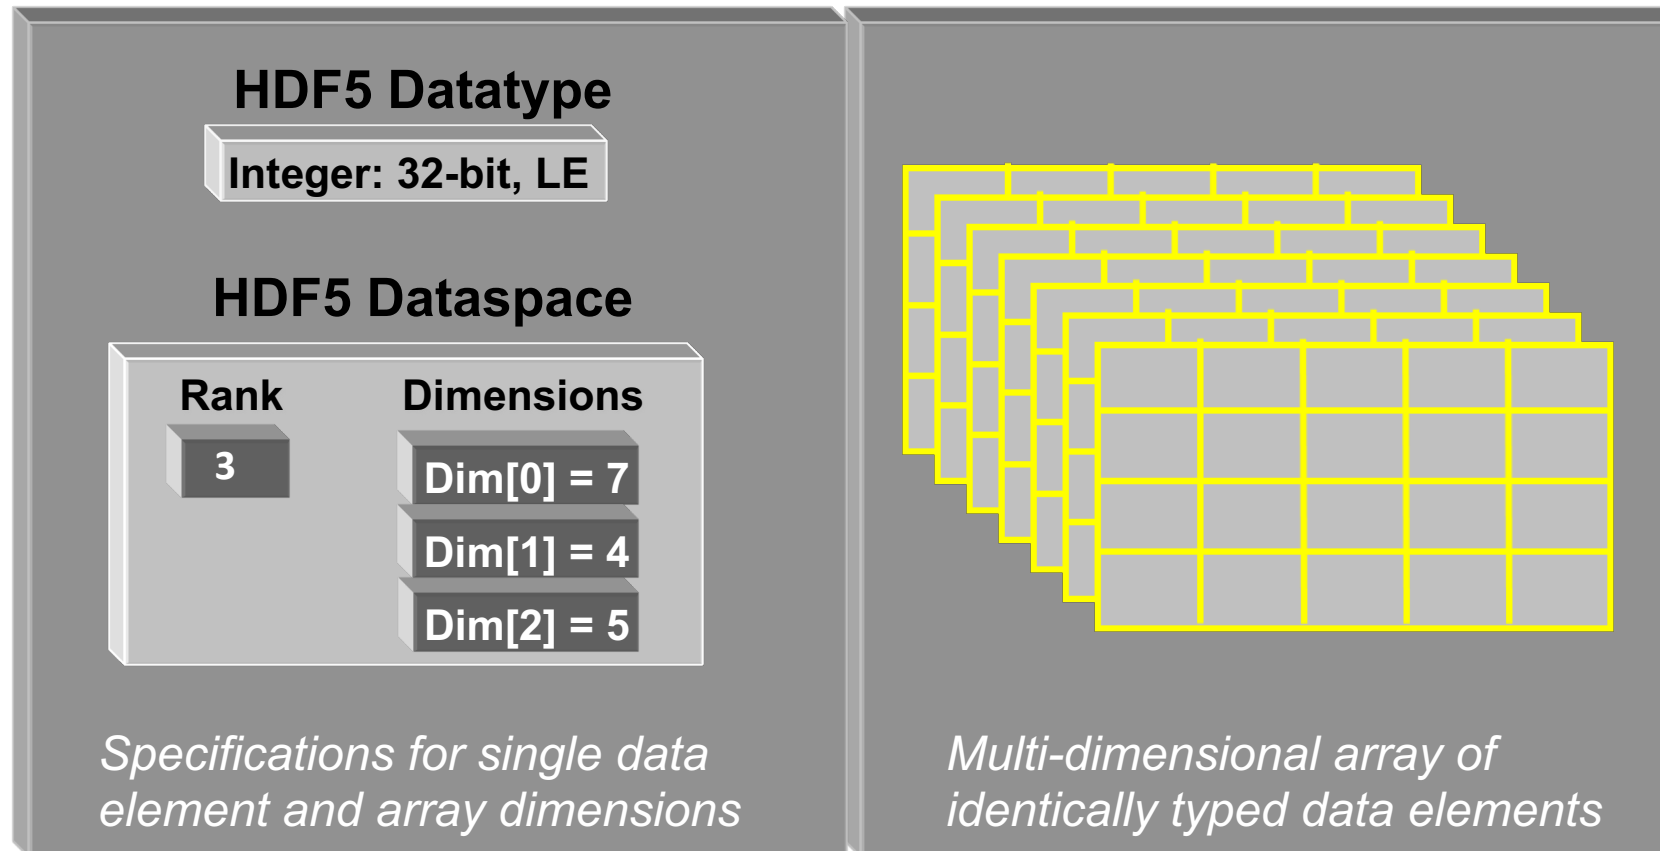 HDF5 Datatype
Integer: 32-bit, LE
HDF5 Dataspace
Rank
3
Dimensions
Dim[0] = 7
Dim[1] = 4
Dim[2] = 5
Specifications for single data
element and array dimensions
Multi-dimensional array of
identically typed data elements